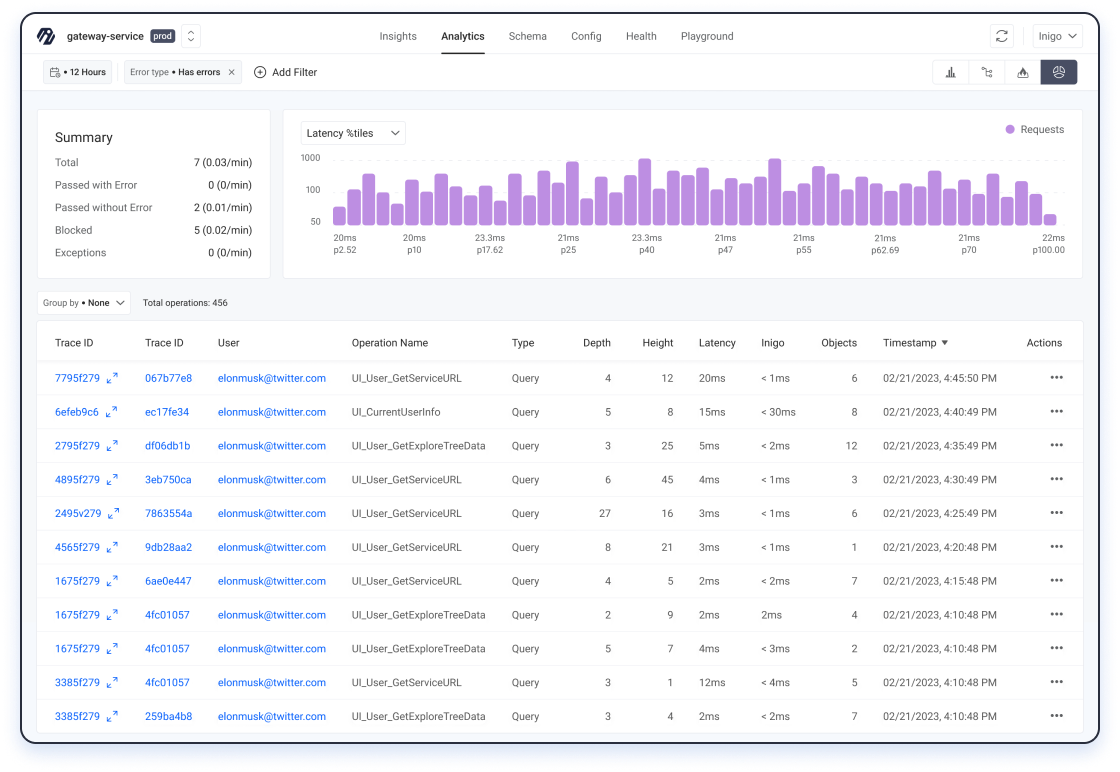 gateway-service prod Insights Analytics Schema Config Health Playground Inigo
• 12 Hours Error type • Has errors × Add Filter
Summary
Total 7 (0.03/min)
Passed with Error 0 (0/min)
Passed without Error 2 (0.01/min)
Blocked 5 (0.02/min)
Exceptions 0 (0/min)
Latency %tiles Requests
1000
100
50
20ms 20ms 23.3ms 21ms 23.3ms 21ms 21ms 21ms 21ms 22ms
p2.52 p10 p17.62 p25 p40 p47 p55 p62.69 p70 p100.00
Group by • None Total operations: 456
Trace ID Trace ID User Operation Name Type Depth Height Latency Inigo Objects Timestamp ▼ Actions
7795f279 067b77e8 elonmusk@twitter.com UI_User_GetServiceURL Query 4 12 20ms < 1ms 6 02/21/2023, 4:45:50 PM •••
6efeb9c6 ec17fe34 elonmusk@twitter.com UI_CurrentUserInfo Query 5 8 15ms < 30ms 8 02/21/2023, 4:40:49 PM •••
2795f279 df06db1b elonmusk@twitter.com UI_User_GetExploreTreeData Query 3 25 5ms < 2ms 12 02/21/2023, 4:35:49 PM •••
4895f279 3eb750ca elonmusk@twitter.com UI_User_GetServiceURL Query 6 45 4ms < 1ms 3 02/21/2023, 4:30:49 PM •••
2495v279 7863554a elonmusk@twitter.com UI_User_GetServiceURL Query 27 16 3ms < 1ms 6 02/21/2023, 4:25:49 PM •••
4565f279 9db28aa2 elonmusk@twitter.com UI_User_GetServiceURL Query 8 21 3ms < 1ms 1 02/21/2023, 4:20:48 PM •••
1675f279 6ae0e447 elonmusk@twitter.com UI_User_GetServiceURL Query 4 5 2ms < 2ms 7 02/21/2023, 4:15:48 PM •••
1675f279 4fc01057 elonmusk@twitter.com UI_User_GetExploreTreeData Query 2 9 2ms 2ms 4 02/21/2023, 4:10:48 PM •••
1675f279 4fc01057 elonmusk@twitter.com UI_User_GetExploreTreeData Query 5 7 4ms < 3ms 2 02/21/2023, 4:10:48 PM •••
3385f279 4fc01057 elonmusk@twitter.com UI_User_GetServiceURL Query 3 1 12ms < 4ms 5 02/21/2023, 4:10:48 PM •••
3385f279 259ba4b8 elonmusk@twitter.com UI_User_GetExploreTreeData Query 3 4 2ms < 2ms 7 02/21/2023, 4:10:48 PM •••